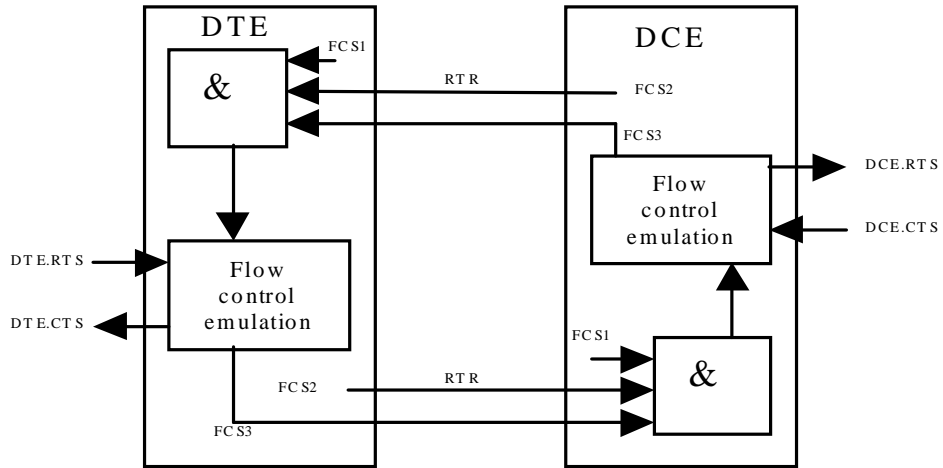 DTE
DCE
FCS1
&
RTR
FCS2
FCS3
Flow
control
emulation
DCE.RTS
DCE.CTS
DTE.RTS
Flow
control
emulation
DTE.CTS
FCS1
&
FCS2
RTR
FCS3